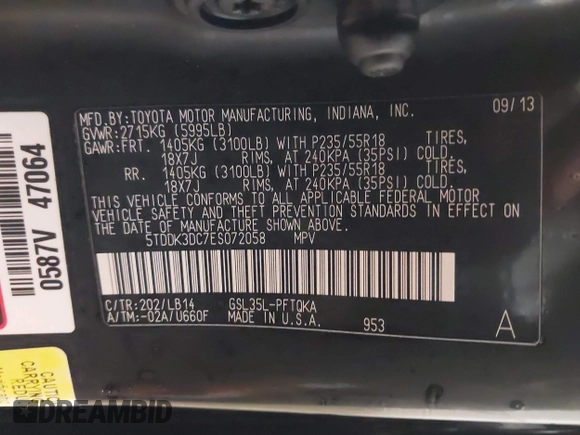 MFD.BY:TOYOTA MOTOR MANUFACTURING, INDIANA, INC. 09/13
GVWR:2715KG (5995LB)
GAWR:FRT. 1405KG (3100LB) WITH P235/55R18 TIRES,
18X7J RIMS, AT 240KPA (35PSI) COLD.
RR. 1405KG (3100LB) WITH P235/55R18 TIRES,
18X7J RIMS, AT 240KPA (35PSI) COLD.
THIS VEHICLE CONFORMS TO ALL APPLICABLE FEDERAL MOTOR
VEHICLE SAFETY AND THEFT PREVENTION STANDARDS IN EFFECT ON
THE DATE OF MANUFACTURE SHOWN ABOVE.
5TDDK3DC7ES072058 MPV
C/TR:202/LB14 GSL35L-PFTQKA
A/TM:-02A/U660F MADE IN U.S.A. 953 A
0587V 47064
DREAMBID